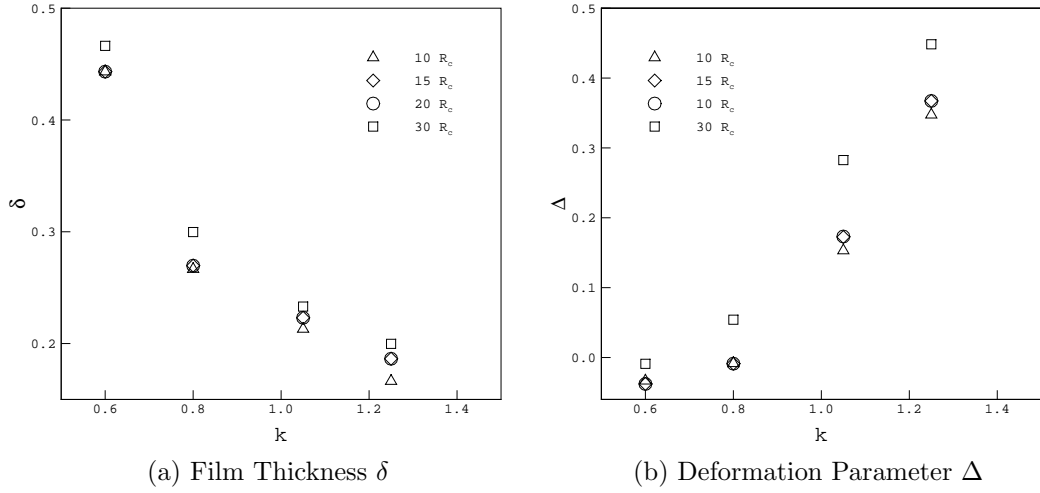 0.5
0.4
0.3
0.2
δ
0.6 0.8 1.0 1.2 1.4
k
10 R_c
15 R_c
20 R_c
30 R_c
(a) Film Thickness δ
0.5
0.4
0.3
0.2
0.1
0.0
Δ
0.6 0.8 1.0 1.2 1.4
k
10 R_c
15 R_c
10 R_c
30 R_c
(b) Deformation Parameter Δ